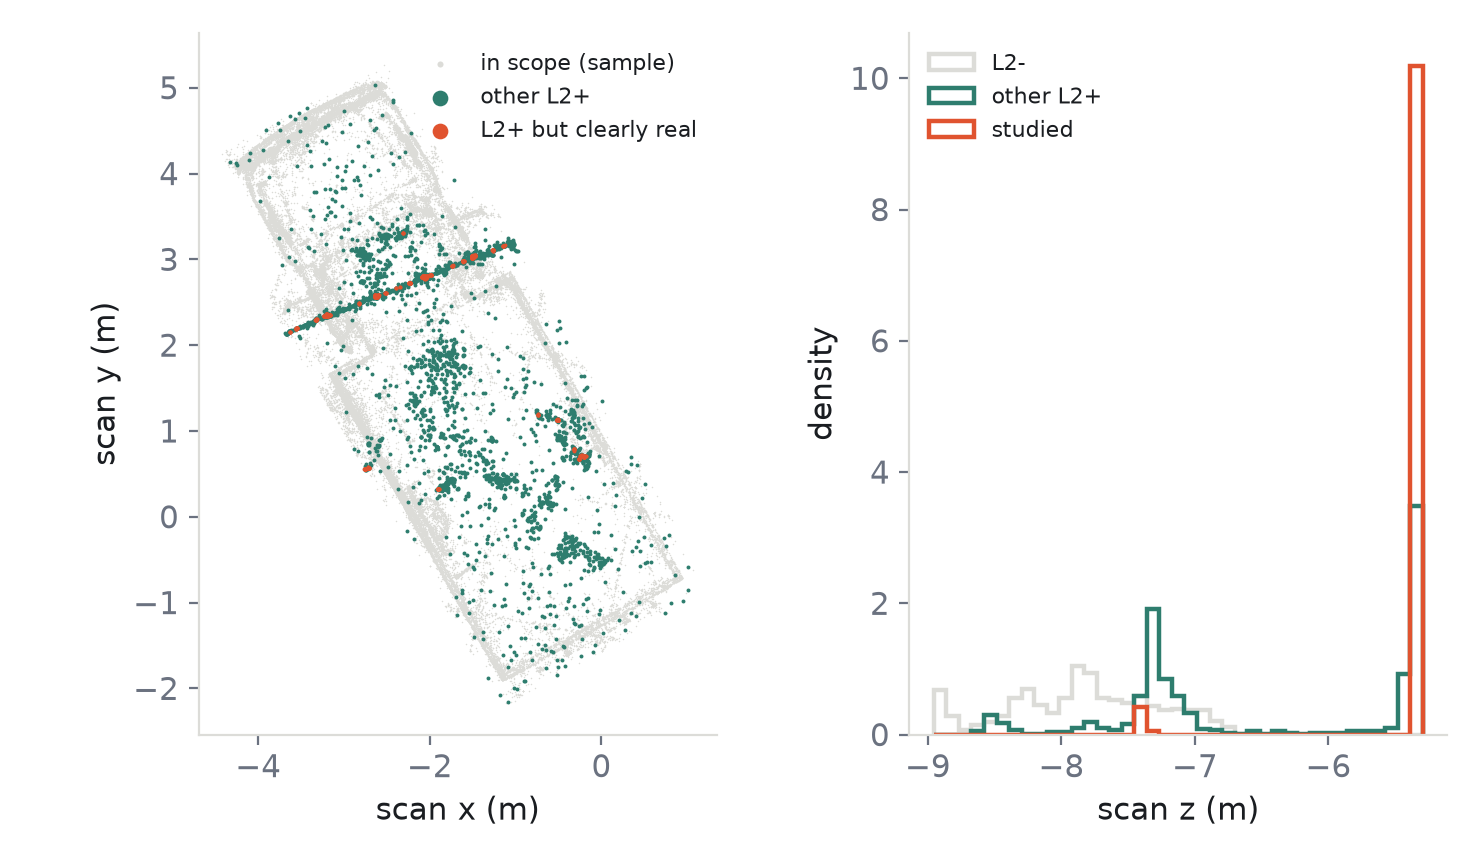 in scope (sample)
other L2+
L2+ but clearly real
5
4
3
2
1
0
−1
−2
−4
−2
0
scan x (m)
scan y (m)
L2-
other L2+
studied
10
8
6
4
2
0
−9
−8
−7
−6
scan z (m)
density